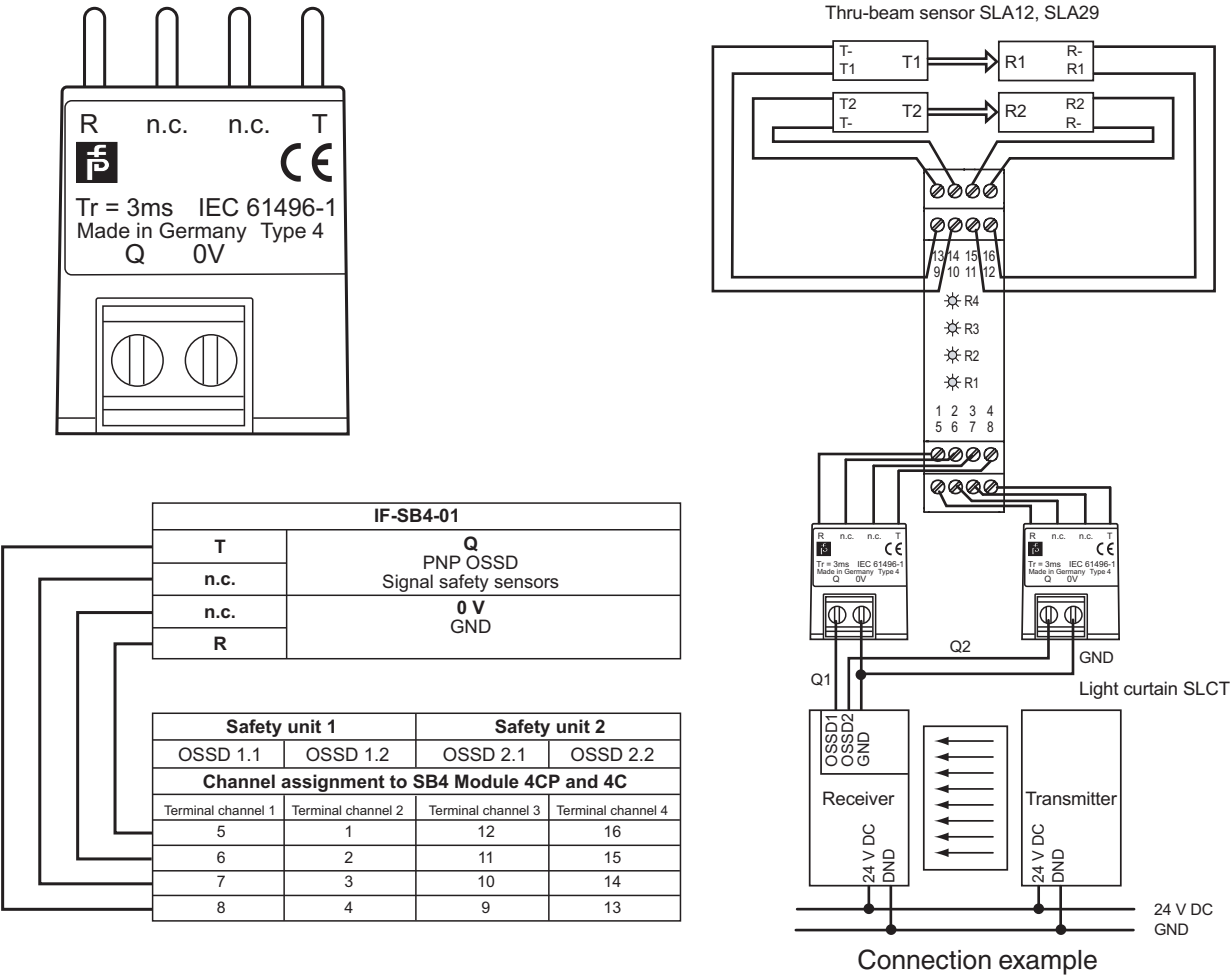 R n.c. n.c. T
CE
Tr = 3ms IEC 61496-1
Made in Germany Type 4
Q 0V
IF-SB4-01
T
Q
PNP OSSD
Signal safety sensors
n.c.
n.c.
0 V
GND
R
Safety unit 1 Safety unit 2
OSSD 1.1 OSSD 1.2 OSSD 2.1 OSSD 2.2
Channel assignment to SB4 Module 4CP and 4C
Terminal channel 1 Terminal channel 2 Terminal channel 3 Terminal channel 4
5 1 12 16
6 2 11 15
7 3 10 14
8 4 9 13
Thru-beam sensor SLA12, SLA29
T- R-
T1 T1 R1 R1
T2 T2 R2 R2
T- R-
13 14 15 16
9 10 11 12
R4
R3
R2
R1
1 2 3 4
5 6 7 8
R n.c. n.c. T
CE
Tr = 3ms IEC 61496-1
Made in Germany Type 4
Q 0V
R n.c. n.c. T
CE
Tr = 3ms IEC 61496-1
Made in Germany Type 4
Q 0V
Q2
GND
Q1
Light curtain SLCT
OSSD1
OSSD2
GND
Receiver
Transmitter
24 V DC
DND
24 V DC
DND
24 V DC
GND
Connection example